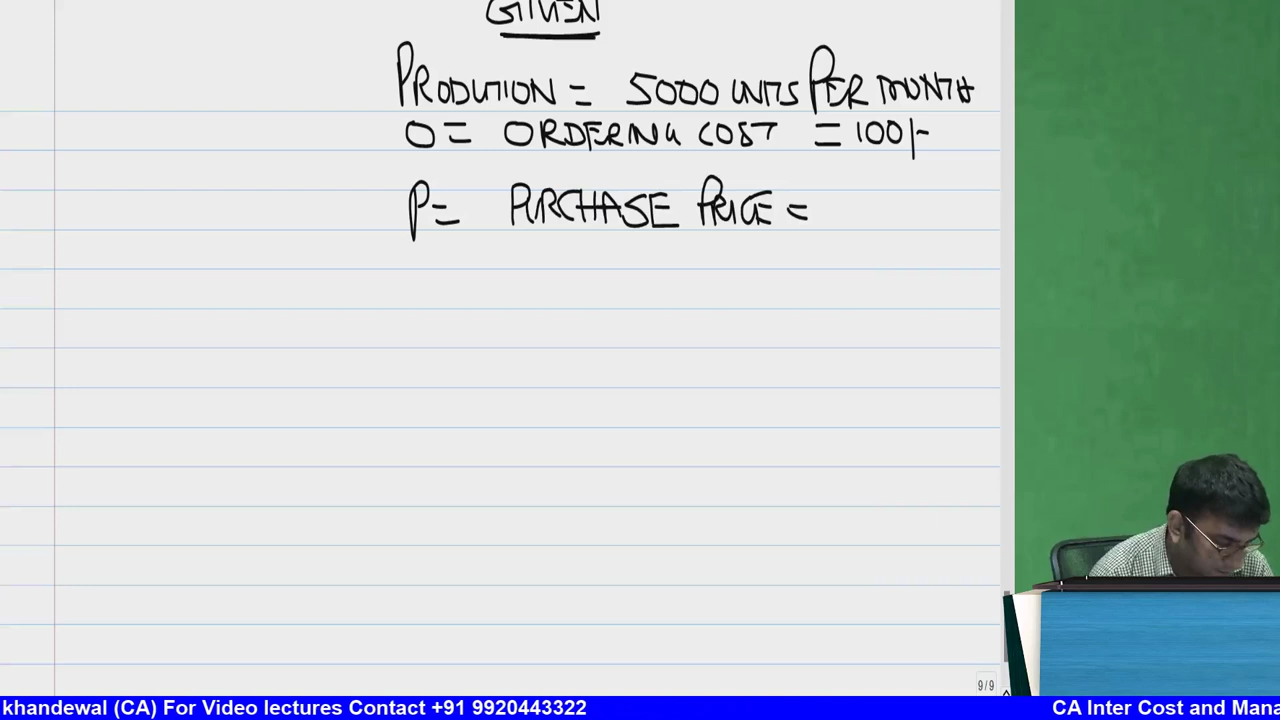 GIVEN
PRODUTION = 5000 UNITS PER MONTH
O = ORDERING COST = 100/-
P = PURCHASE PRICE =
9/9
khandewal (CA) For Video lectures Contact +91 9920443322
CA Inter Cost and Mana